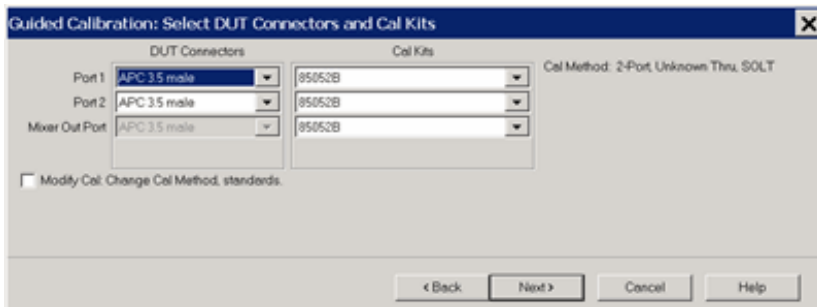 Guided Calibration: Select DUT Connectors and Cal Kits
DUT Connectors Cal Kits
Port 1 APC 3.5 male 85052B Cal Method: 2-Port, Unknown Thru, SOLT
Port 2 APC 3.5 male 85052B
Mixer Out Port APC 3.5 male 85052B
Modify Cal: Change Cal Method, standards.
< Back Next > Cancel Help